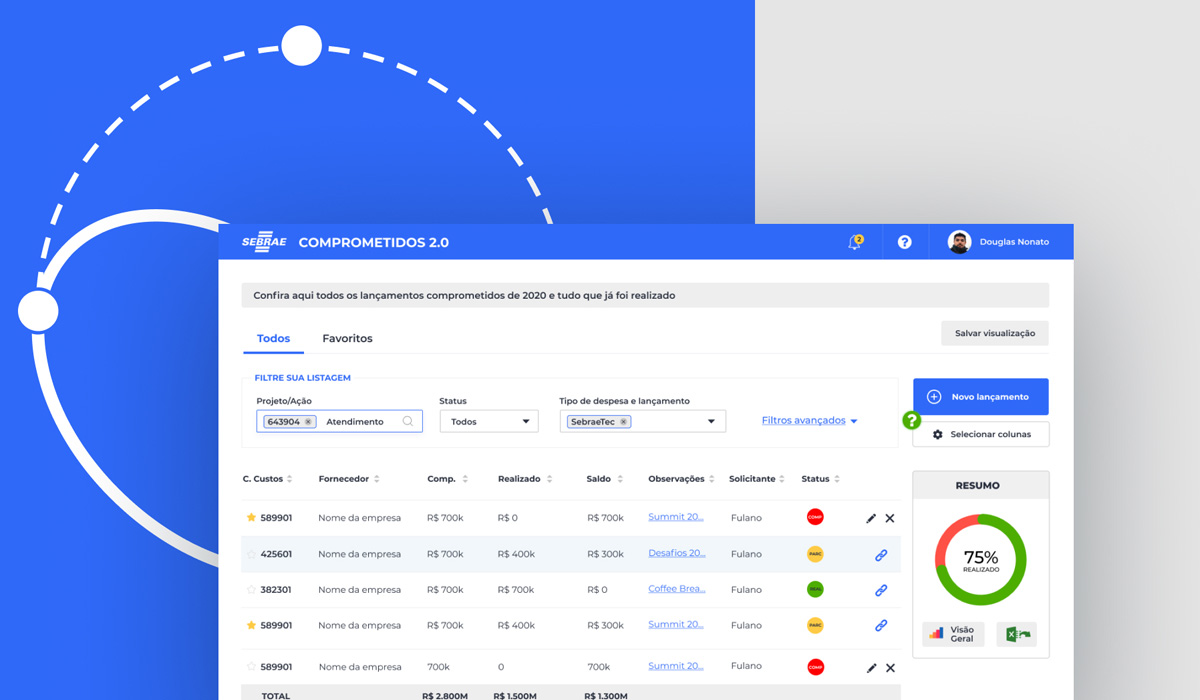 SEBRAE COMPROMETIDOS 2.0 2 ? Douglas Nonato
Confira aqui todos os lançamentos comprometidos de 2020 e tudo que já foi realizado
Todos Favoritos Salvar visualização
FILTRE SUA LISTAGEM
Projeto/Ação Status Tipo de despesa e lançamento
643904 Atendimento Todos SebraeTec Filtros avançados
Novo lançamento
?
Selecionar colunas
C. Custos Fornecedor Comp. Realizado Saldo Observações Solicitante Status
589901 Nome da empresa R$ 700k R$ 0 R$ 700k Summit 20... Fulano COMP
425601 Nome da empresa R$ 700k R$ 400k R$ 300k Desafios 20... Fulano PARC
382301 Nome da empresa R$ 700k R$ 700k R$ 0 Coffee Brea... Fulano REAL
589901 Nome da empresa R$ 700k R$ 400k R$ 300k Summit 20... Fulano PARC
589901 Nome da empresa 700k 0 700k Summit 20... Fulano COMP
TOTAL R$ 2.800M R$ 1.500M R$ 1.300M
RESUMO
75%
REALIZADO
Visão
Geral